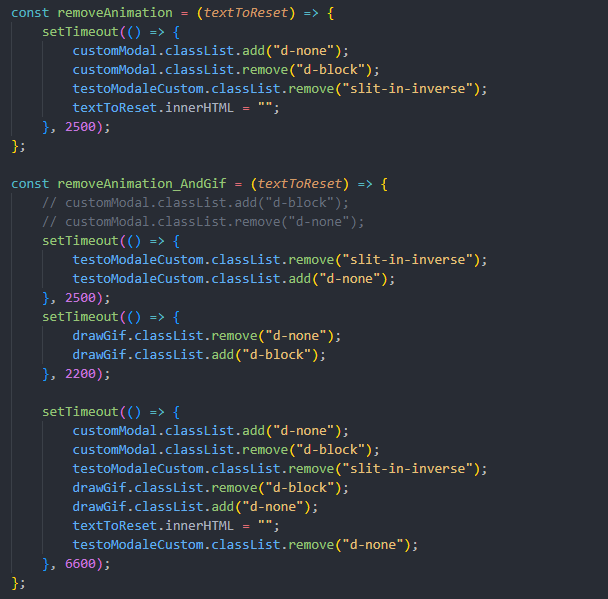 const removeAnimation = (textToReset) => {
    setTimeout(() => {
        customModal.classList.add("d-none");
        customModal.classList.remove("d-block");
        testoModaleCustom.classList.remove("slit-in-inverse");
        textToReset.innerHTML = "";
    }, 2500);
};

const removeAnimation_AndGif = (textToReset) => {
    // customModal.classList.add("d-block");
    // customModal.classList.remove("d-none");
    setTimeout(() => {
        testoModaleCustom.classList.remove("slit-in-inverse");
        testoModaleCustom.classList.add("d-none");
    }, 2500);
    setTimeout(() => {
        drawGif.classList.remove("d-none");
        drawGif.classList.add("d-block");
    }, 2200);

    setTimeout(() => {
        customModal.classList.add("d-none");
        customModal.classList.remove("d-block");
        testoModaleCustom.classList.remove("slit-in-inverse");
        drawGif.classList.remove("d-block");
        drawGif.classList.add("d-none");
        textToReset.innerHTML = "";
        testoModaleCustom.classList.remove("d-none");
    }, 6600);
};